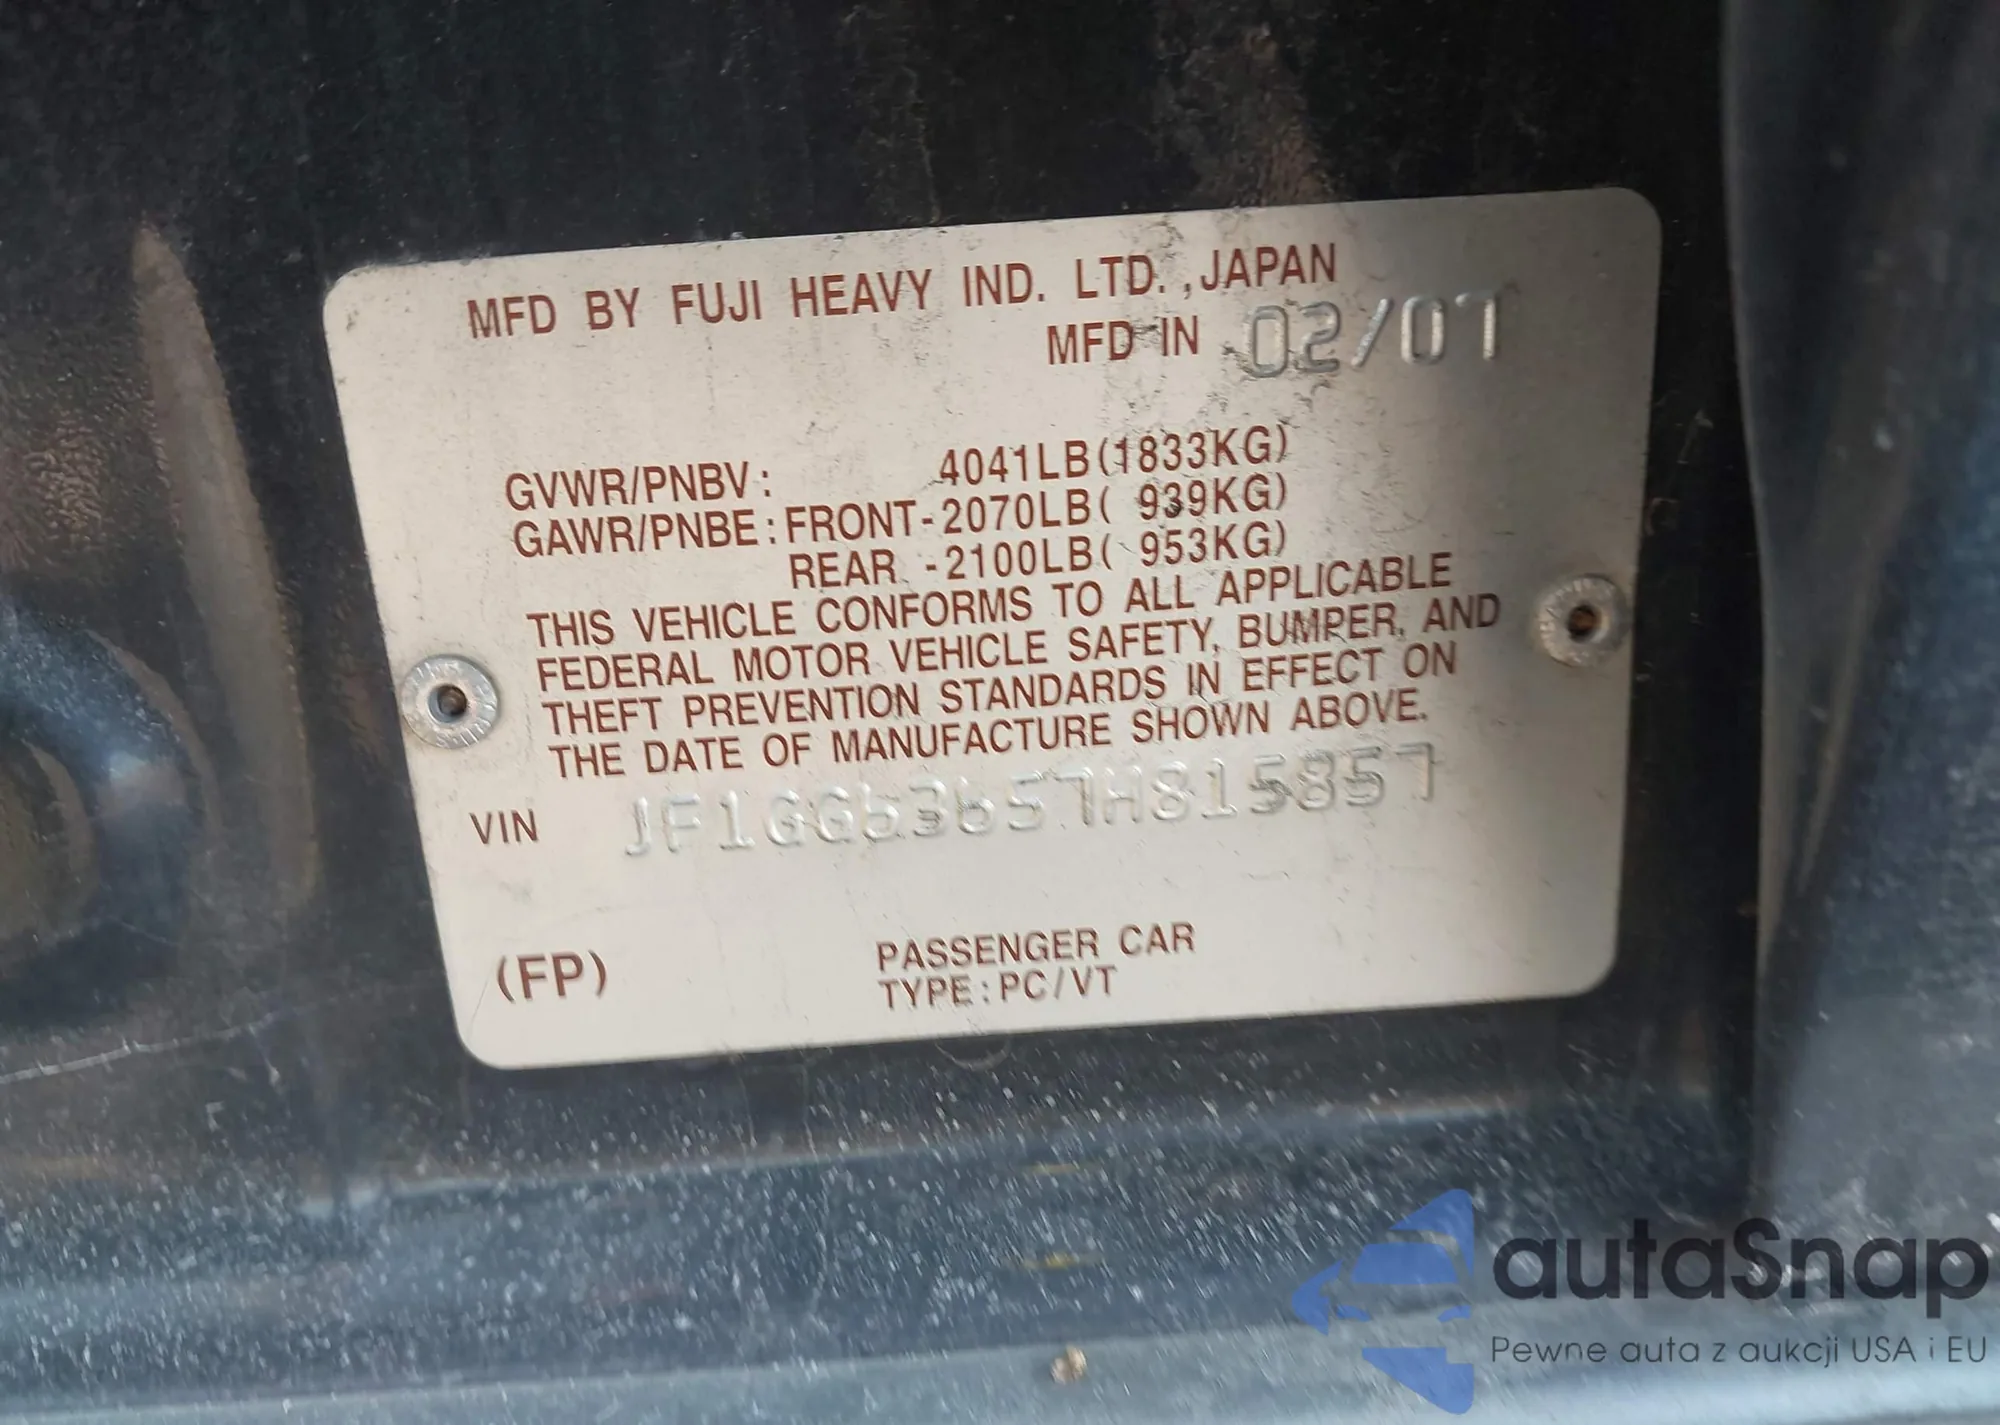 MFD BY FUJI HEAVY IND. LTD.,JAPAN
MFD IN 02/07
GVWR/PNBV: 4041LB(1833KG)
GAWR/PNBE:FRONT-2070LB( 939KG)
REAR -2100LB( 953KG)
THIS VEHICLE CONFORMS TO ALL APPLICABLE
FEDERAL MOTOR VEHICLE SAFETY, BUMPER, AND
THEFT PREVENTION STANDARDS IN EFFECT ON
THE DATE OF MANUFACTURE SHOWN ABOVE.
VIN JF1GG63657H815857
(FP) PASSENGER CAR
TYPE:PC/VT
autaSnap
Pewne auta z aukcji USA i EU